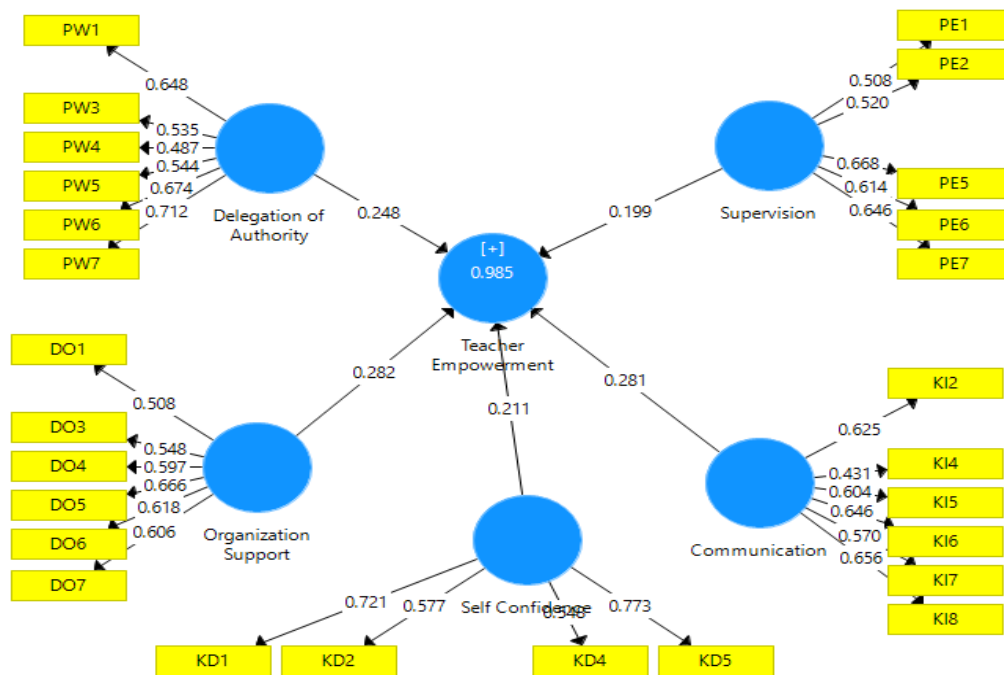 PW1
0.648
PW3
0.535
PW4
0.487
PW5
0.544
PW6
0.674
PW7
0.712
Delegation of
Authority
0.248
PE1
PE2
0.508
0.520
PE5
0.668
PE6
0.614
PE7
0.646
Supervision
0.199
[+]
0.985
Teacher
Empowerment
DO1
0.508
DO3
0.548
DO4
0.597
DO5
0.666
DO6
0.618
DO7
0.606
Organization
Support
0.282
0.211
0.281
KI2
0.625
KI4
0.431
KI5
0.604
KI6
0.646
KI7
0.570
KI8
0.656
Communication
Self Confidence
0.721
0.577
0.548
0.773
KD1
KD2
KD4
KD5